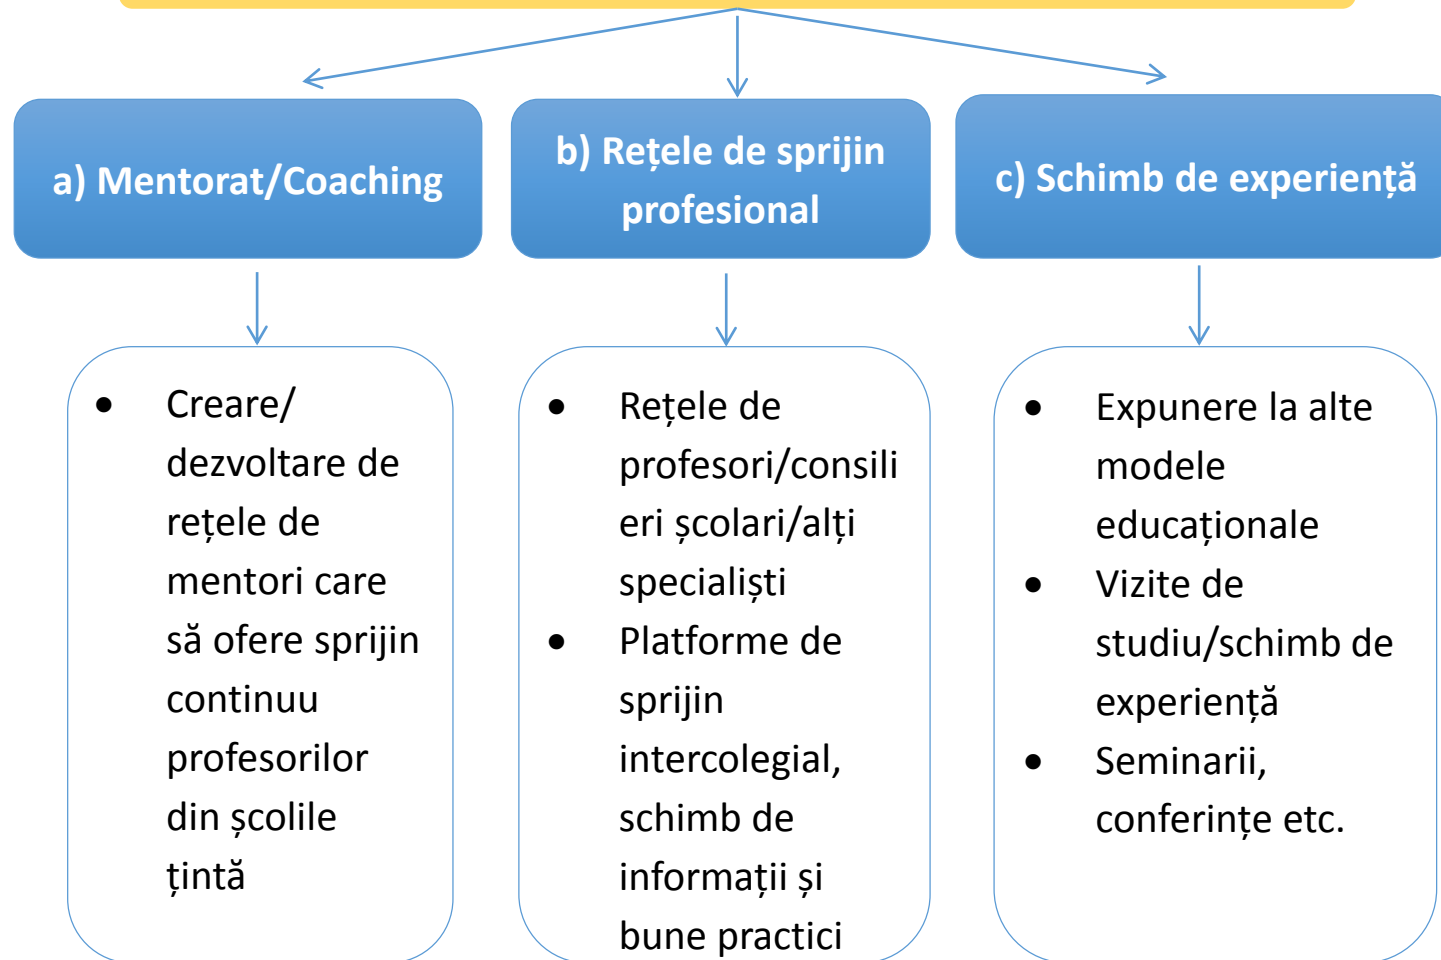 a) Mentorat/Coaching
b) Rețele de sprijin
profesional
c) Schimb de experiență
• Creare/
dezvoltare de
rețele de
mentori care
să ofere sprijin
continuu
profesorilor
din școlile
țintă
• Rețele de
profesori/consili
eri școlari/alți
specialiști
• Platforme de
sprijin
intercolegial,
schimb de
informații și
bune practici
• Expunere la alte
modele
educaționale
• Vizite de
studiu/schimb de
experiență
• Seminarii,
conferințe etc.